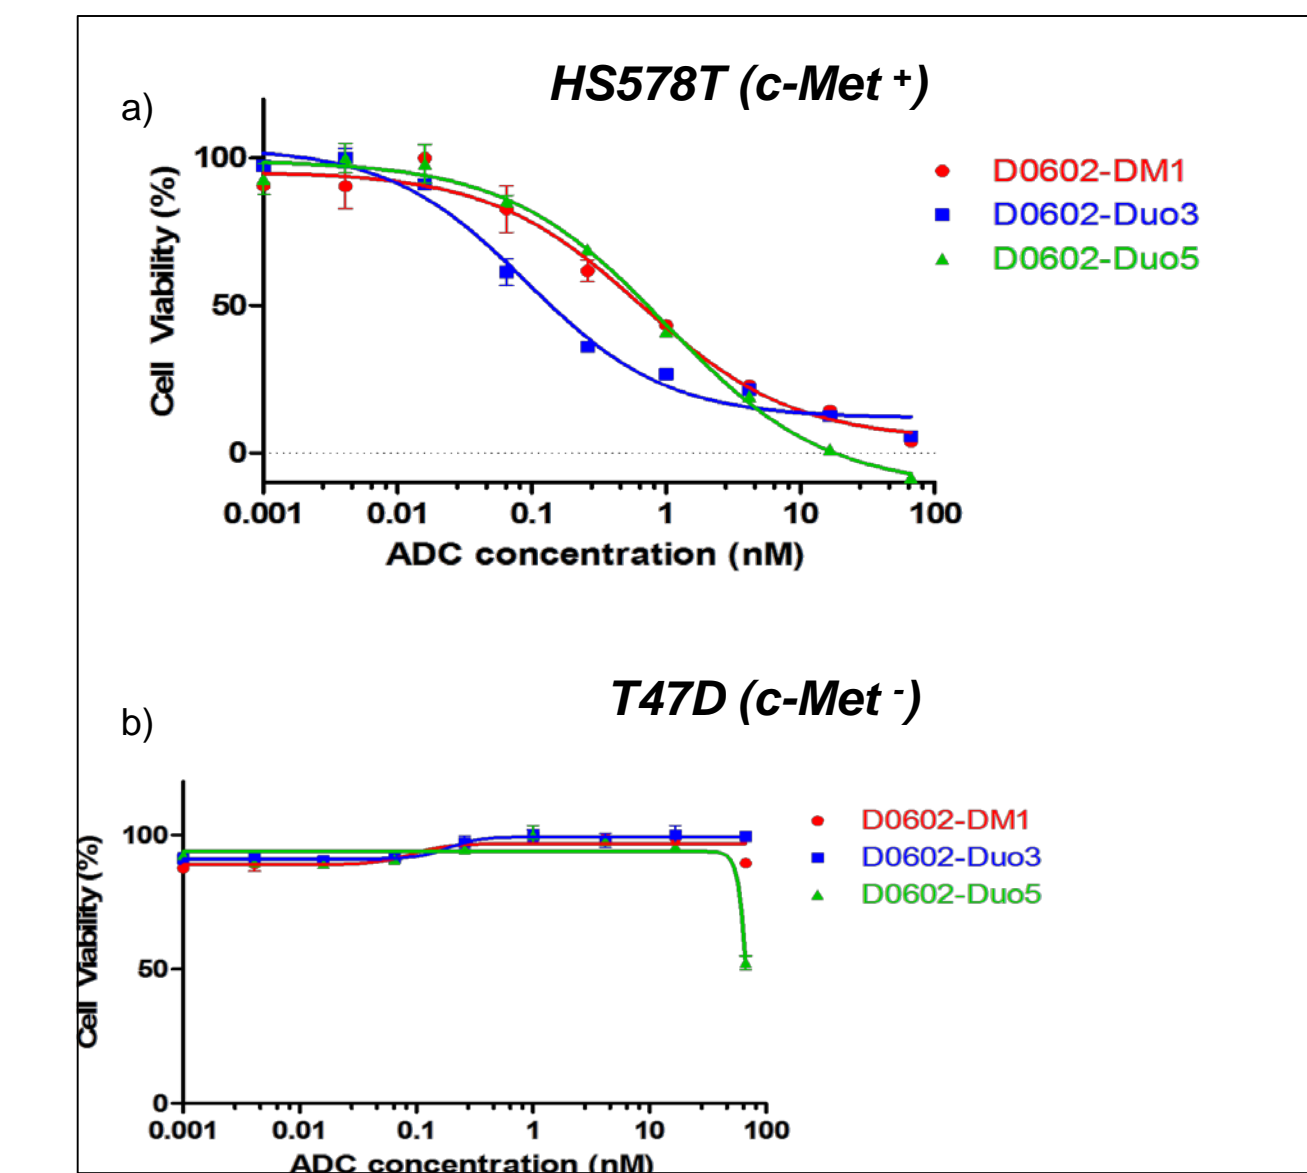 a)
HS578T (c-Met +)
Cell Viability (%)
100
50
0
0.001 0.01 0.1 1 10 100
ADC concentration (nM)
D0602-DM1
D0602-Duo3
D0602-Duo5
b)
T47D (c-Met -)
Cell Viability (%)
100
50
0
0.001 0.01 0.1 1 10 100
ADC concentration (nM)
D0602-DM1
D0602-Duo3
D0602-Duo5